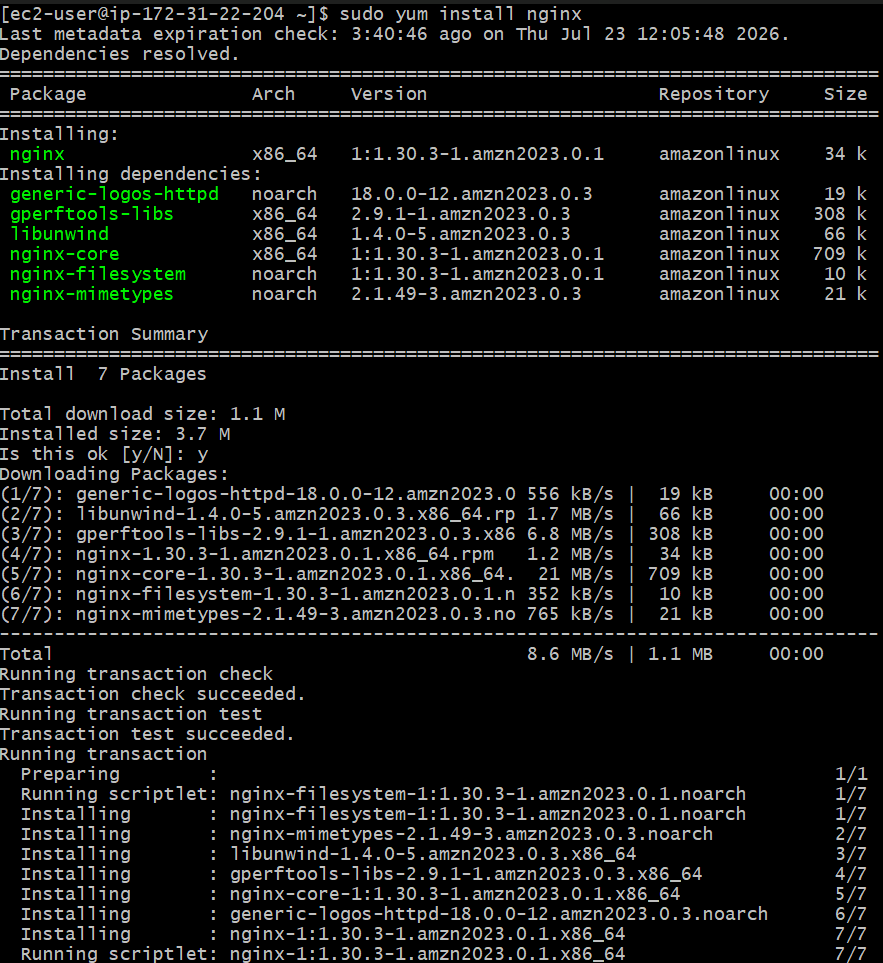 [ec2-user@ip-172-31-22-204 ~]$ sudo yum install nginx
Last metadata expiration check: 3:40:46 ago on Thu Jul 23 12:05:48 2026.
Dependencies resolved.
================================================================================
 Package               Arch     Version                     Repository     Size
================================================================================
Installing:
 nginx                 x86_64   1:1.30.3-1.amzn2023.0.1     amazonlinux    34 k
Installing dependencies:
 generic-logos-httpd   noarch   18.0.0-12.amzn2023.0.3      amazonlinux    19 k
 gperftools-libs       x86_64   2.9.1-1.amzn2023.0.3        amazonlinux   308 k
 libunwind             x86_64   1.4.0-5.amzn2023.0.3        amazonlinux    66 k
 nginx-core            x86_64   1:1.30.3-1.amzn2023.0.1     amazonlinux   709 k
 nginx-filesystem      noarch   1:1.30.3-1.amzn2023.0.1     amazonlinux    10 k
 nginx-mimetypes       noarch   2.1.49-3.amzn2023.0.3       amazonlinux    21 k

Transaction Summary
================================================================================
Install  7 Packages

Total download size: 1.1 M
Installed size: 3.7 M
Is this ok [y/N]: y
Downloading Packages:
(1/7): generic-logos-httpd-18.0.0-12.amzn2023.0 556 kB/s |  19 kB     00:00
(2/7): libunwind-1.4.0-5.amzn2023.0.3.x86_64.rp 1.7 MB/s |  66 kB     00:00
(3/7): gperftools-libs-2.9.1-1.amzn2023.0.3.x86 6.8 MB/s | 308 kB     00:00
(4/7): nginx-1.30.3-1.amzn2023.0.1.x86_64.rpm   1.2 MB/s |  34 kB     00:00
(5/7): nginx-core-1.30.3-1.amzn2023.0.1.x86_64.  21 MB/s | 709 kB     00:00
(6/7): nginx-filesystem-1.30.3-1.amzn2023.0.1.n 352 kB/s |  10 kB     00:00
(7/7): nginx-mimetypes-2.1.49-3.amzn2023.0.3.no 765 kB/s |  21 kB     00:00
--------------------------------------------------------------------------------
Total                                           8.6 MB/s | 1.1 MB     00:00
Running transaction check
Transaction check succeeded.
Running transaction test
Transaction test succeeded.
Running transaction
  Preparing        :                                                        1/1
  Running scriptlet: nginx-filesystem-1:1.30.3-1.amzn2023.0.1.noarch        1/7
  Installing       : nginx-filesystem-1:1.30.3-1.amzn2023.0.1.noarch        1/7
  Installing       : nginx-mimetypes-2.1.49-3.amzn2023.0.3.noarch           2/7
  Installing       : libunwind-1.4.0-5.amzn2023.0.3.x86_64                  3/7
  Installing       : gperftools-libs-2.9.1-1.amzn2023.0.3.x86_64            4/7
  Installing       : nginx-core-1:1.30.3-1.amzn2023.0.1.x86_64              5/7
  Installing       : generic-logos-httpd-18.0.0-12.amzn2023.0.3.noarch      6/7
  Installing       : nginx-1:1.30.3-1.amzn2023.0.1.x86_64                   7/7
  Running scriptlet: nginx-1:1.30.3-1.amzn2023.0.1.x86_64                   7/7